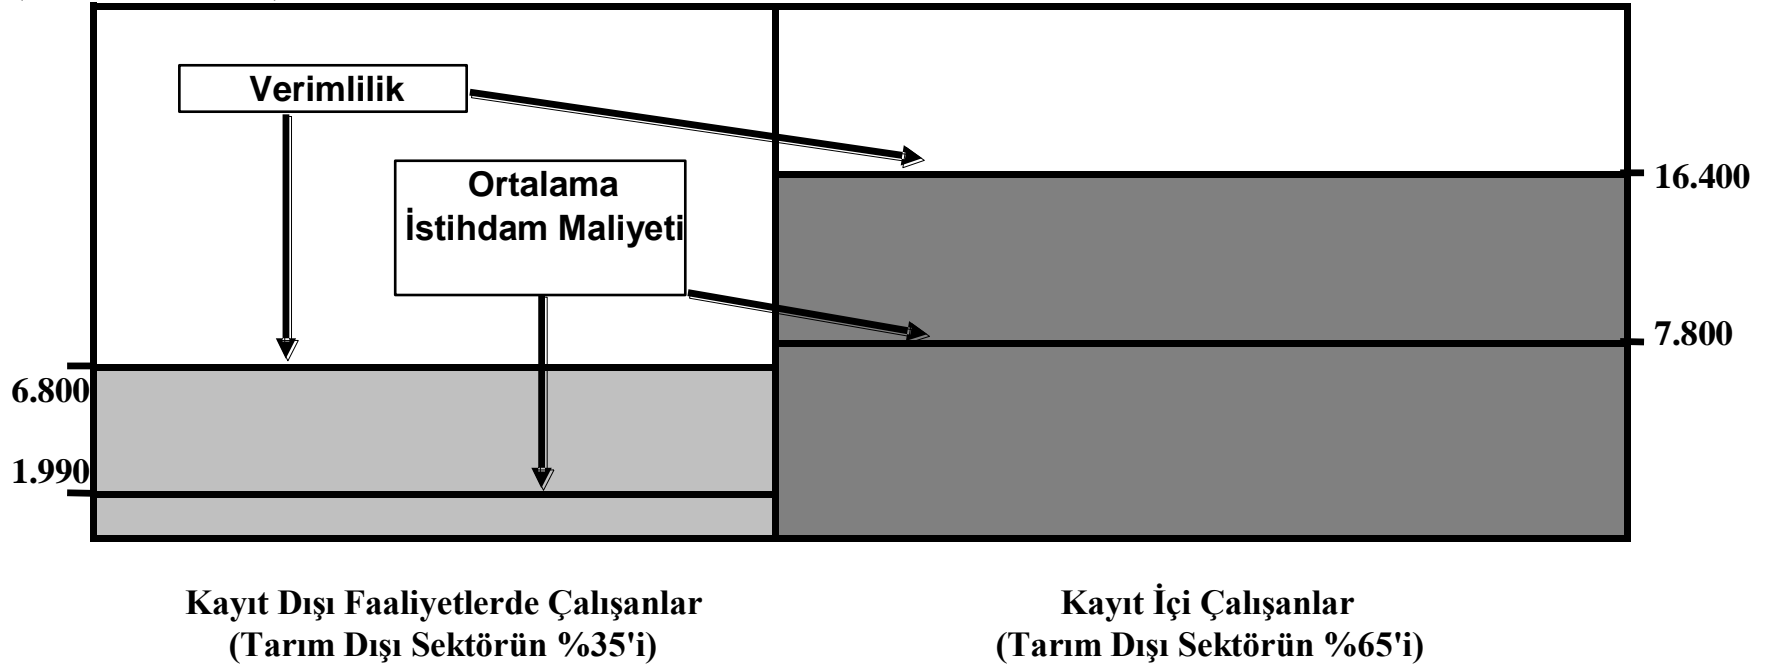 Verimlilik
Ortalama
İstihdam Maliyeti
16.400
7.800
6.800
1.990
Kayıt Dışı Faaliyetlerde Çalışanlar
(Tarım Dışı Sektörün %35'i)
Kayıt İçi Çalışanlar
(Tarım Dışı Sektörün %65'i)